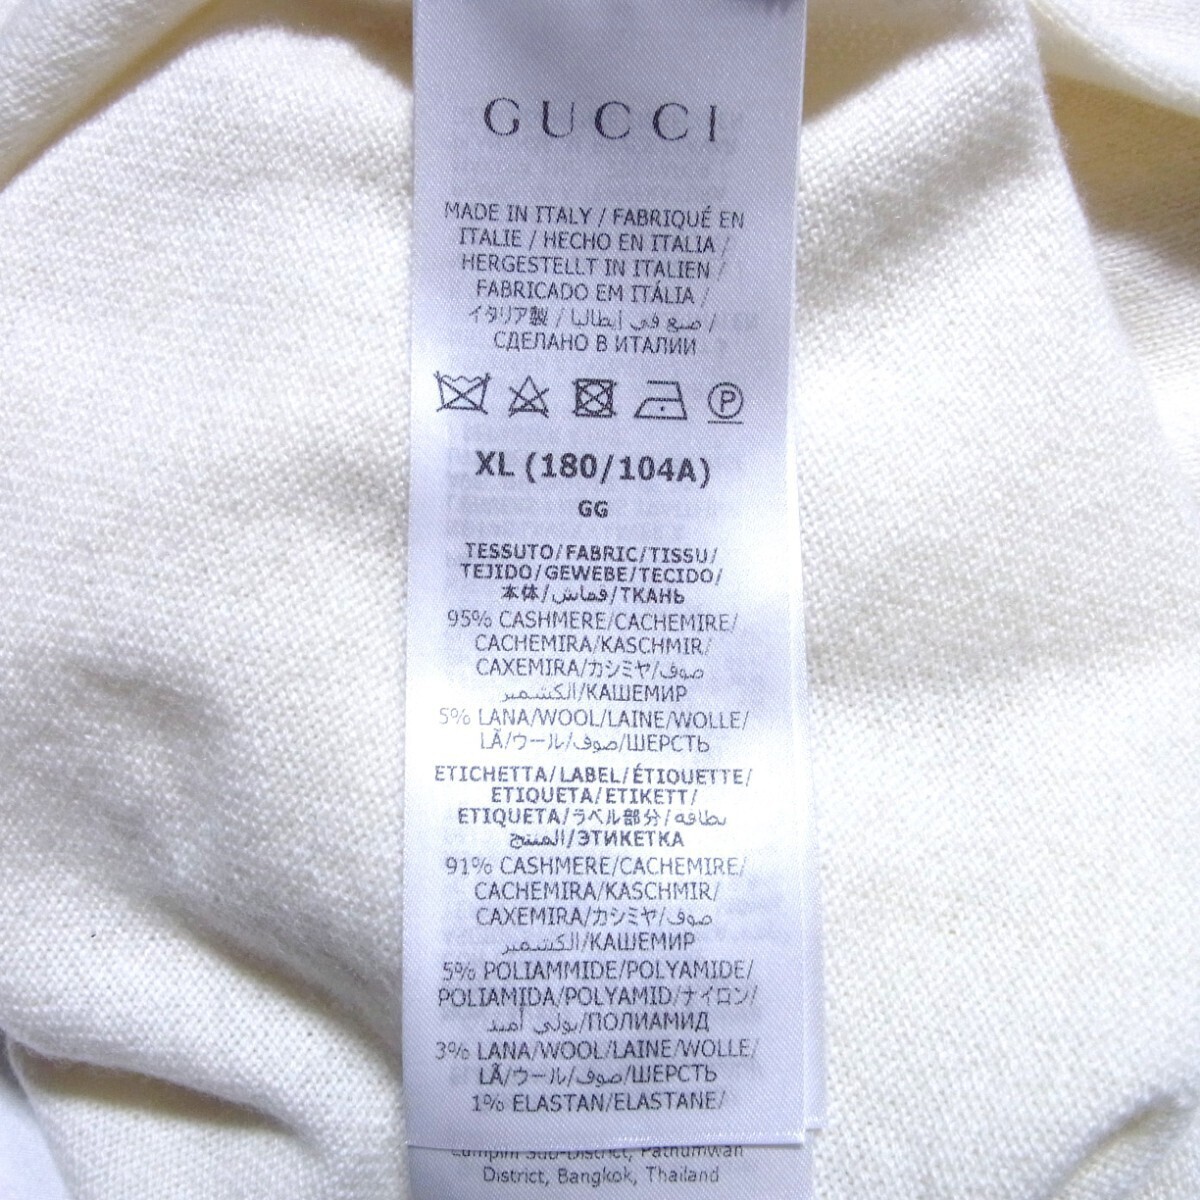 GUCCI
MADE IN ITALY / FABRIQUÉ EN
ITALIE / HECHO EN ITALIA /
HERGESTELLT IN ITALIEN /
FABRICADO EM ITÁLIA /
イタリア製 / صنع في إيطاليا /
СДЕЛАНО В ИТАЛИИ
P
XL (180/104A)
GG
TESSUTO/FABRIC/TISSU/
TEJIDO/GEWEBE/TECIDO/
本体/قماش/ТКАНЬ
95% CASHMERE/CACHEMIRE/
CACHEMIRA/KASCHMIR/
CAXEMIRA/カシミヤ/صوف
الكشمير/КАШЕМИР
5% LANA/WOOL/LAINE/WOLLE/
LÃ/ウール/صوف/ШЕРСТЬ
ETICHETTA/LABEL/ÉTIQUETTE/
ETIQUETA/ETIKETT/
ETIQUETA/ラベル部分/بطاقة
المنتج/ЭТИКЕТКА
91% CASHMERE/CACHEMIRE/
CACHEMIRA/KASCHMIR/
CAXEMIRA/カシミヤ/صوف
الكشمير/КАШЕМИР
5% POLIAMMIDE/POLYAMIDE/
POLIAMIDA/POLYAMID/ナイロン/
بولي أميد/ПОЛИАМИД
3% LANA/WOOL/LAINE/WOLLE/
LÃ/ウール/صوف/ШЕРСТЬ
1% ELASTAN/ELASTANE/
Lumpini Sub-District, Pathumwan
District, Bangkok, Thailand